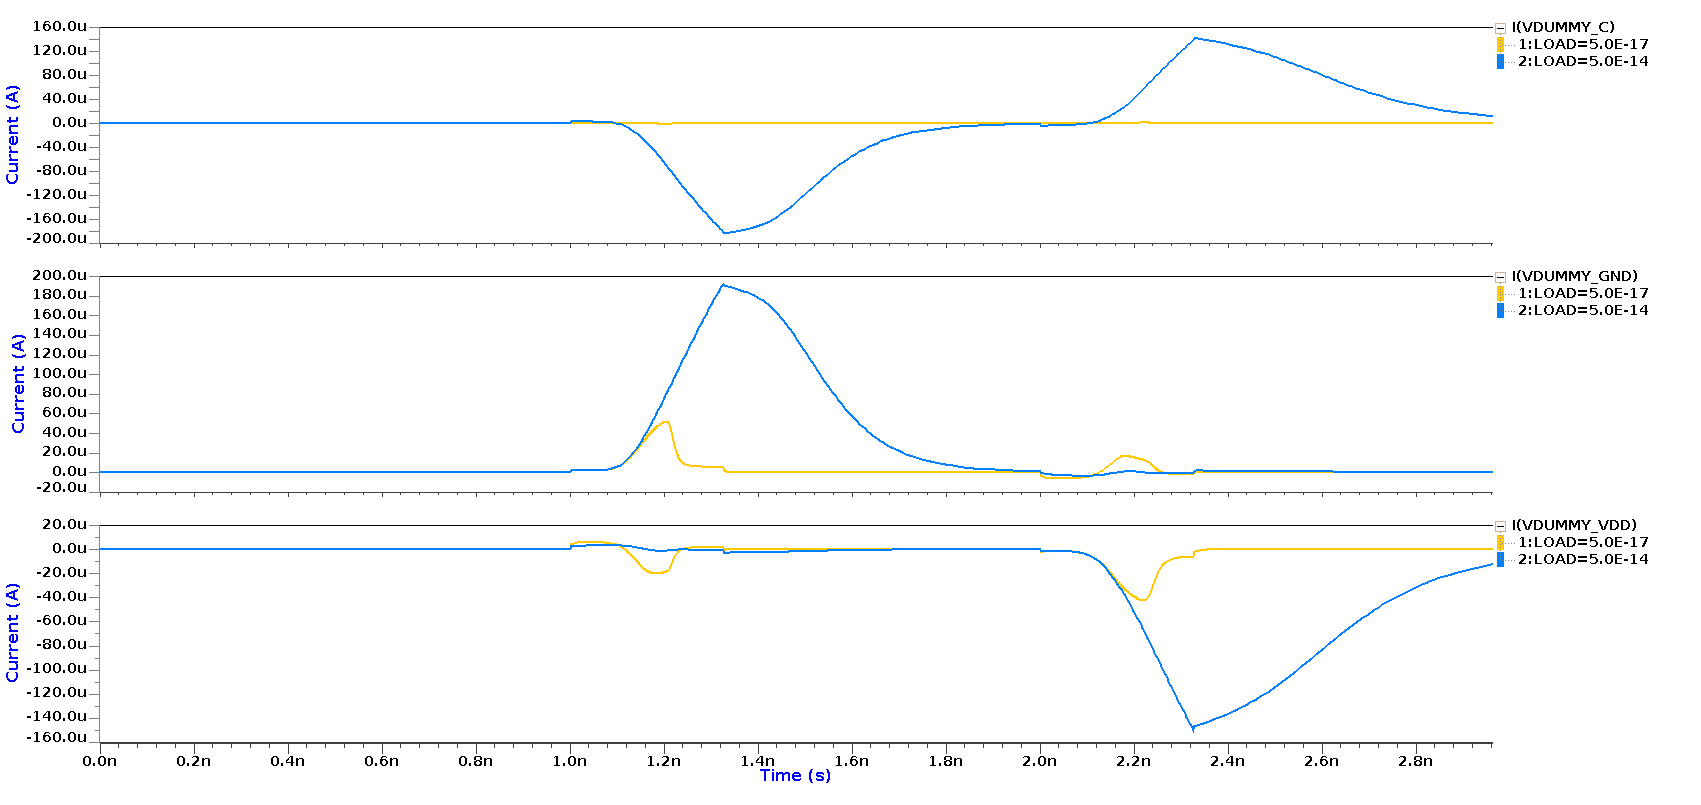 160.0u
120.0u
80.0u
40.0u
0.0u
-40.0u
-80.0u
-120.0u
-160.0u
-200.0u
Current (A)
I(VDUMMY_C)
1:LOAD=5.0E-17
2:LOAD=5.0E-14
200.0u
180.0u
160.0u
140.0u
120.0u
100.0u
80.0u
60.0u
40.0u
20.0u
0.0u
-20.0u
Current (A)
I(VDUMMY_GND)
1:LOAD=5.0E-17
2:LOAD=5.0E-14
20.0u
0.0u
-20.0u
-40.0u
-60.0u
-80.0u
-100.0u
-120.0u
-140.0u
-160.0u
Current (A)
I(VDUMMY_VDD)
1:LOAD=5.0E-17
2:LOAD=5.0E-14
0.0n 0.2n 0.4n 0.6n 0.8n 1.0n 1.2n 1.4n 1.6n 1.8n 2.0n 2.2n 2.4n 2.6n 2.8n
Time (s)